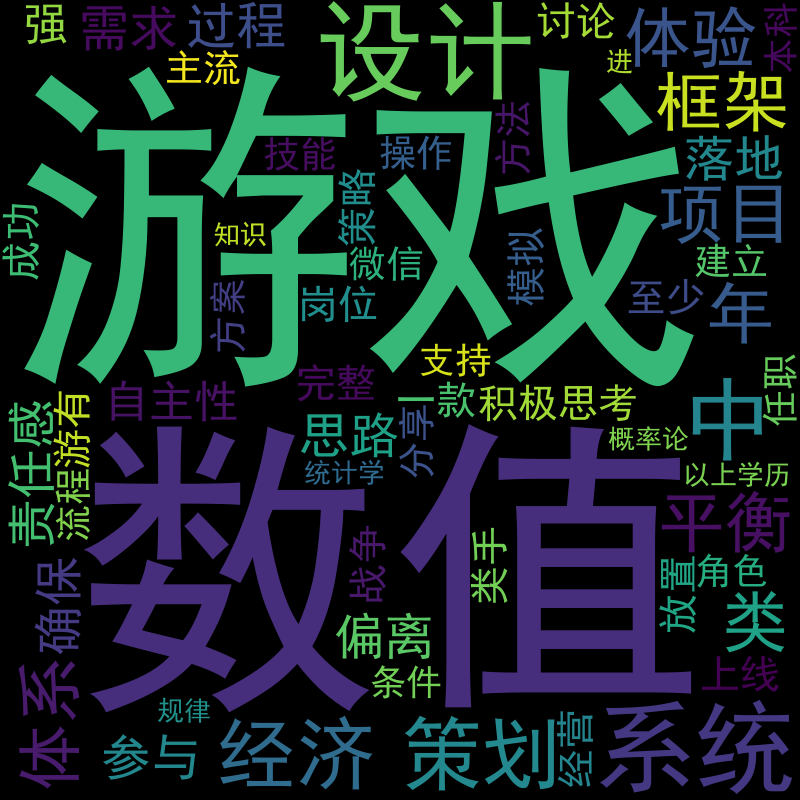 强
需求
过程
设计
讨论
体验
本科
主流
进
框架
游戏
技能
操作
方法
落地
策略
项目
成功
知识
微信
模拟
建立
方案
岗位
至少
年
支持
任职
自主性
完整
一款
积极思考
中
责任感
游有
思路
分享
概率论
流程
统计学
以上学历
数值
平衡
战争
类手
确保
放置
角色
偏离
类
体系
条件
上线
规律
参与
经济
策划
经营
系统